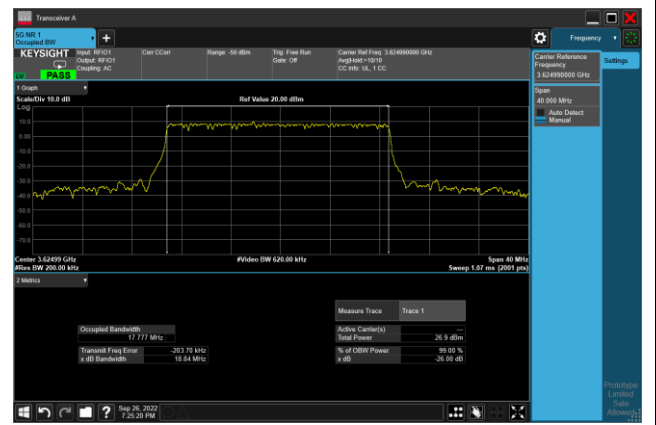 Transceiver A
5G NR 1
Occupied BW
Frequency
KEYSIGHT
Input: RFIO1
Output: RFIO1
Coupling: AC
Corr CCorr
Range: -58 dBm
Trig: Free Run
Gate: Off
Carrier Ref Freq: 3.624990000 GHz
Avg|Hold:>10/10
CC Info: UL, 1 CC
PASS
Carrier Reference
Frequency
3.624990000 GHz
Settings
Span
40.000 MHz
Auto Detect
Manual
1 Graph
Scale/Div 10.0 dB
Ref Value 20.00 dBm
Log
10.0
0.00
-10.0
-20.0
-30.0
-40.0
-50.0
-60.0
-70.0
Center 3.62499 GHz
#Video BW 620.00 kHz
Span 40 MHz
#Res BW 200.00 kHz
Sweep 1.07 ms (2001 pts)
2 Metrics
Measure Trace
Trace 1
Occupied Bandwidth
17.777 MHz
Active Carrier(s)
---
Total Power
26.9 dBm
Transmit Freq Error
-203.70 kHz
x dB Bandwidth
18.84 MHz
% of OBW Power
99.00 %
x dB
-26.00 dB
Prototype
Limited
Sale
Allowed
Sep 26, 2022
7:25:20 PM